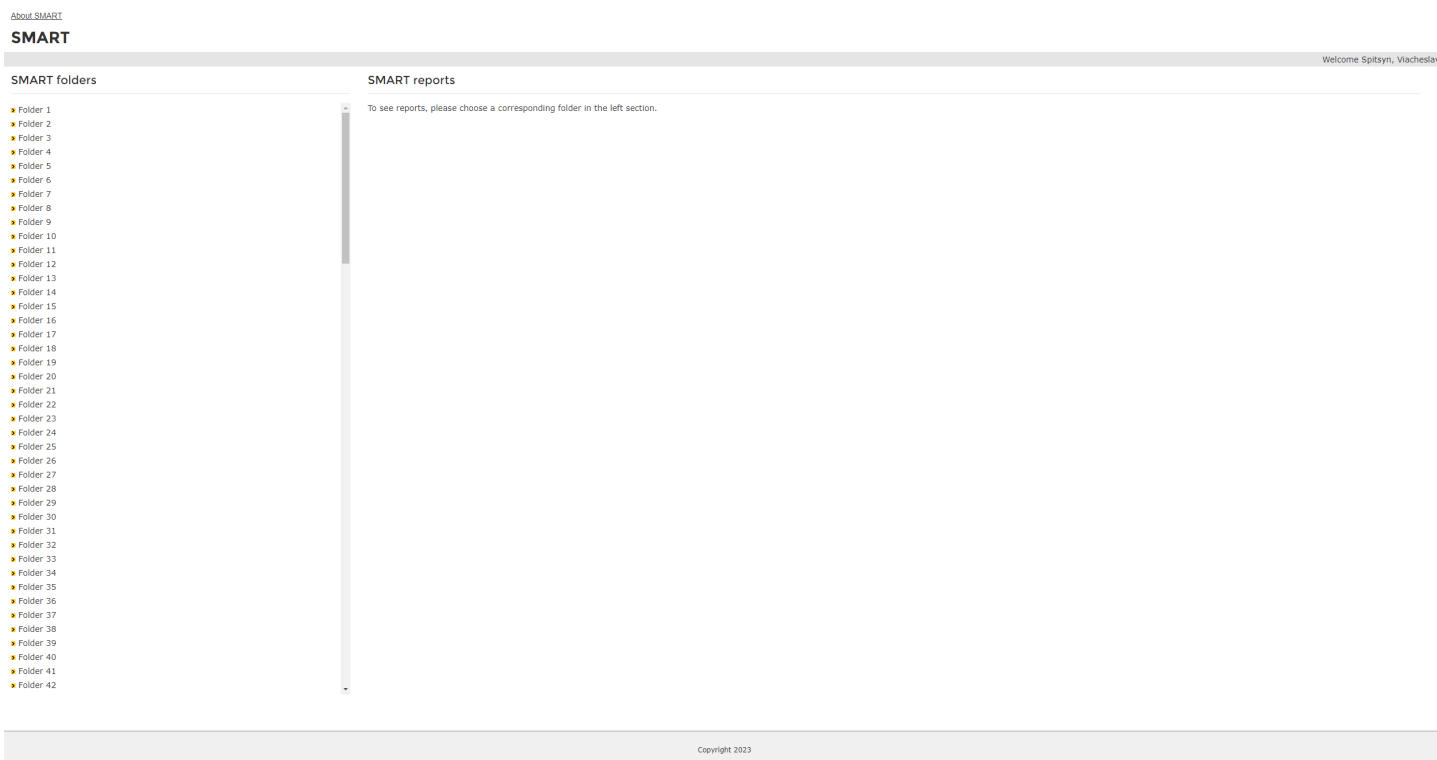 About SMART
SMART
Welcome Spitsyn, Viacheslav
SMART folders
SMART reports
To see reports, please choose a corresponding folder in the left section.
Folder 1
Folder 2
Folder 3
Folder 4
Folder 5
Folder 6
Folder 7
Folder 8
Folder 9
Folder 10
Folder 11
Folder 12
Folder 13
Folder 14
Folder 15
Folder 16
Folder 17
Folder 18
Folder 19
Folder 20
Folder 21
Folder 22
Folder 23
Folder 24
Folder 25
Folder 26
Folder 27
Folder 28
Folder 29
Folder 30
Folder 31
Folder 32
Folder 33
Folder 34
Folder 35
Folder 36
Folder 37
Folder 38
Folder 39
Folder 40
Folder 41
Folder 42
Copyright 2023